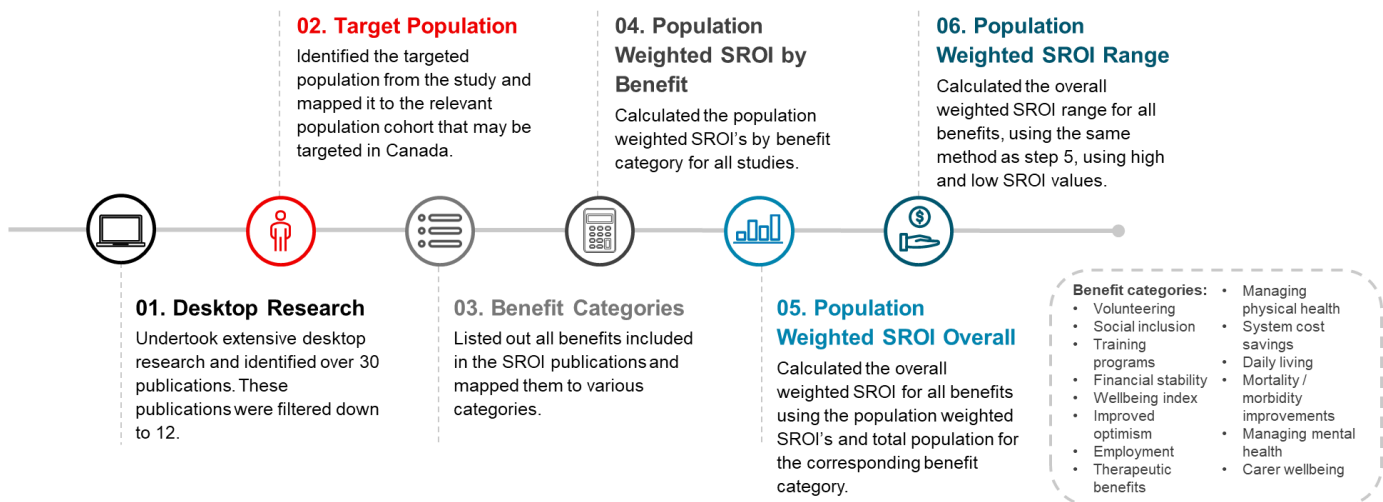 02. Target Population
Identified the targeted
population from the study and
mapped it to the relevant
population cohort that may be
targeted in Canada.
04. Population
Weighted SROI by
Benefit
Calculated the population
weighted SROI's by benefit
category for all studies.
06. Population
Weighted SROI Range
Calculated the overall
weighted SROI range for all
benefits, using the same
method as step 5, using high
and low SROI values.
$
01. Desktop Research
Undertook extensive desktop
research and identified over 30
publications. These
publications were filtered down
to 12.
03. Benefit Categories
Listed out all benefits included
in the SROI publications and
mapped them to various
categories.
05. Population
Weighted SROI Overall
Calculated the overall
weighted SROI for all benefits
using the population weighted
SROI's and total population for
the corresponding benefit
category.
Benefit categories:
• Volunteering
• Social inclusion
• Training
programs
• Financial stability
• Wellbeing index
• Improved
optimism
• Employment
• Therapeutic
benefits
• Managing
physical health
• System cost
savings
• Daily living
• Mortality /
morbidity
improvements
• Managing mental
health
• Carer wellbeing